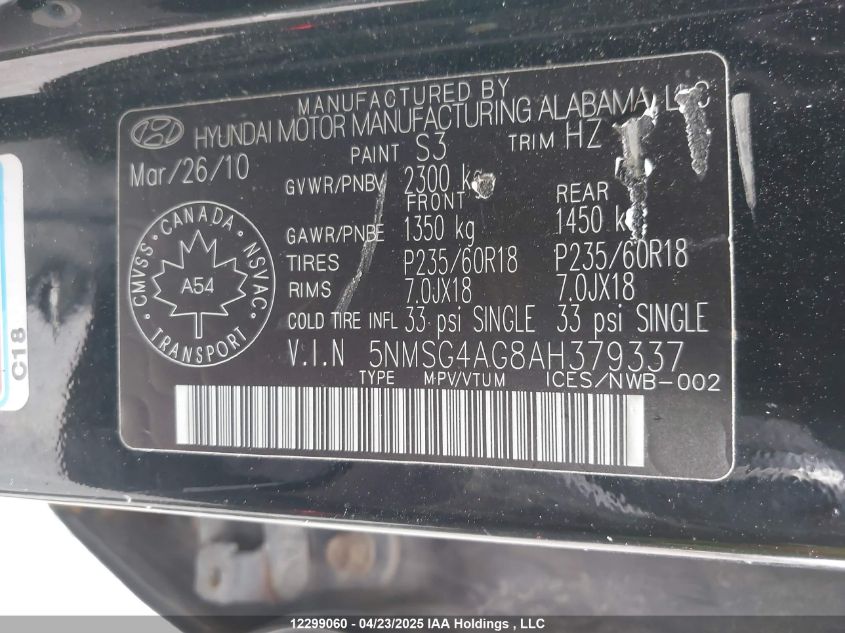 MANUFACTURED BY
HYUNDAI MOTOR MANUFACTURING ALABAMA,
Mar/26/10 PAINT S3 TRIM HZ
GVWR/PNBV 2300 kg
FRONT REAR
GAWR/PNBE 1350 kg 1450
TIRES P235/60R18 P235/60R18
RIMS 7.0JX18 7.0JX18
COLD TIRE INFL 33 psi SINGLE 33 psi SINGLE
V.I.N 5NMSG4AG8AH379337
TYPE MPV/VTUM ICES/NWB-002
CMVSS • CANADA • NSVAC • TRANSPORT •
A54
C18
12299060 - 04/23/2025 IAA Holdings , LLC